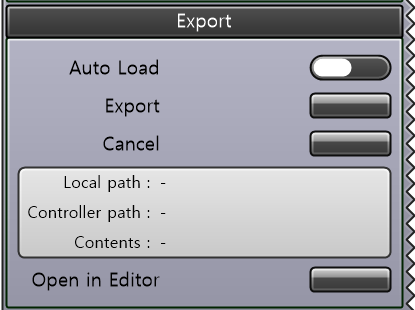 Export
Auto Load
Export
Cancel
Local path : -
Controller path : -
Contents : -
Open in Editor